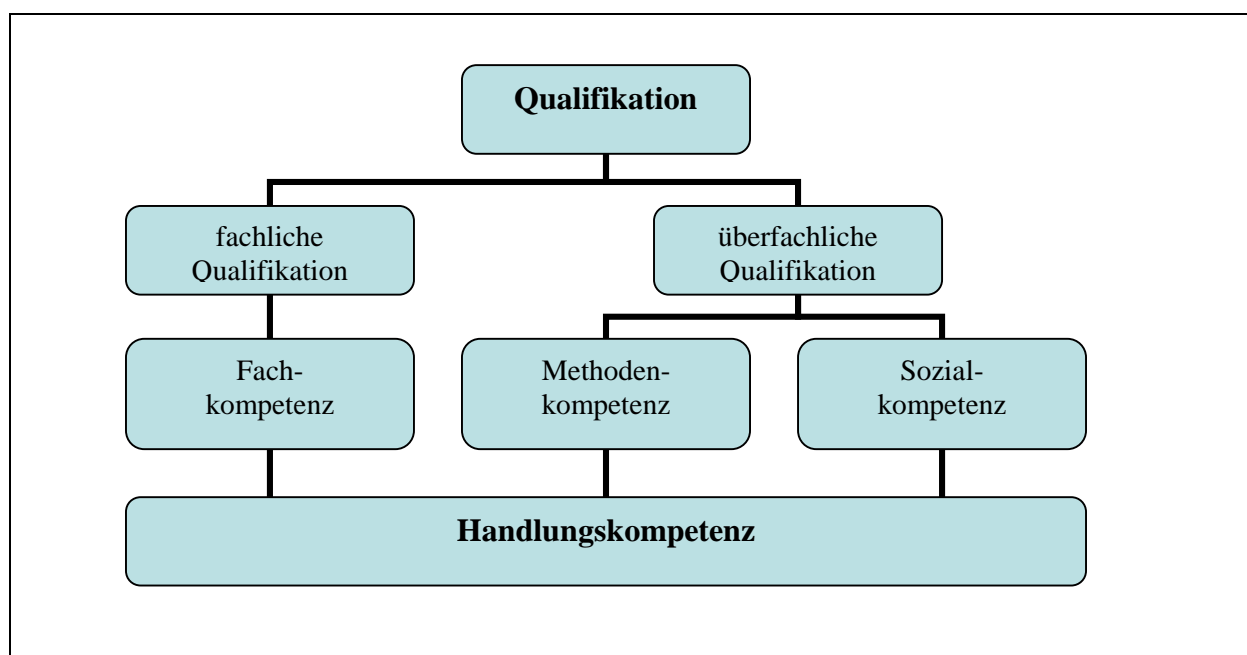 Qualifikation
fachliche
Qualifikation
überfachliche
Qualifikation
Fach-
kompetenz
Methoden-
kompetenz
Sozial-
kompetenz
Handlungskompetenz